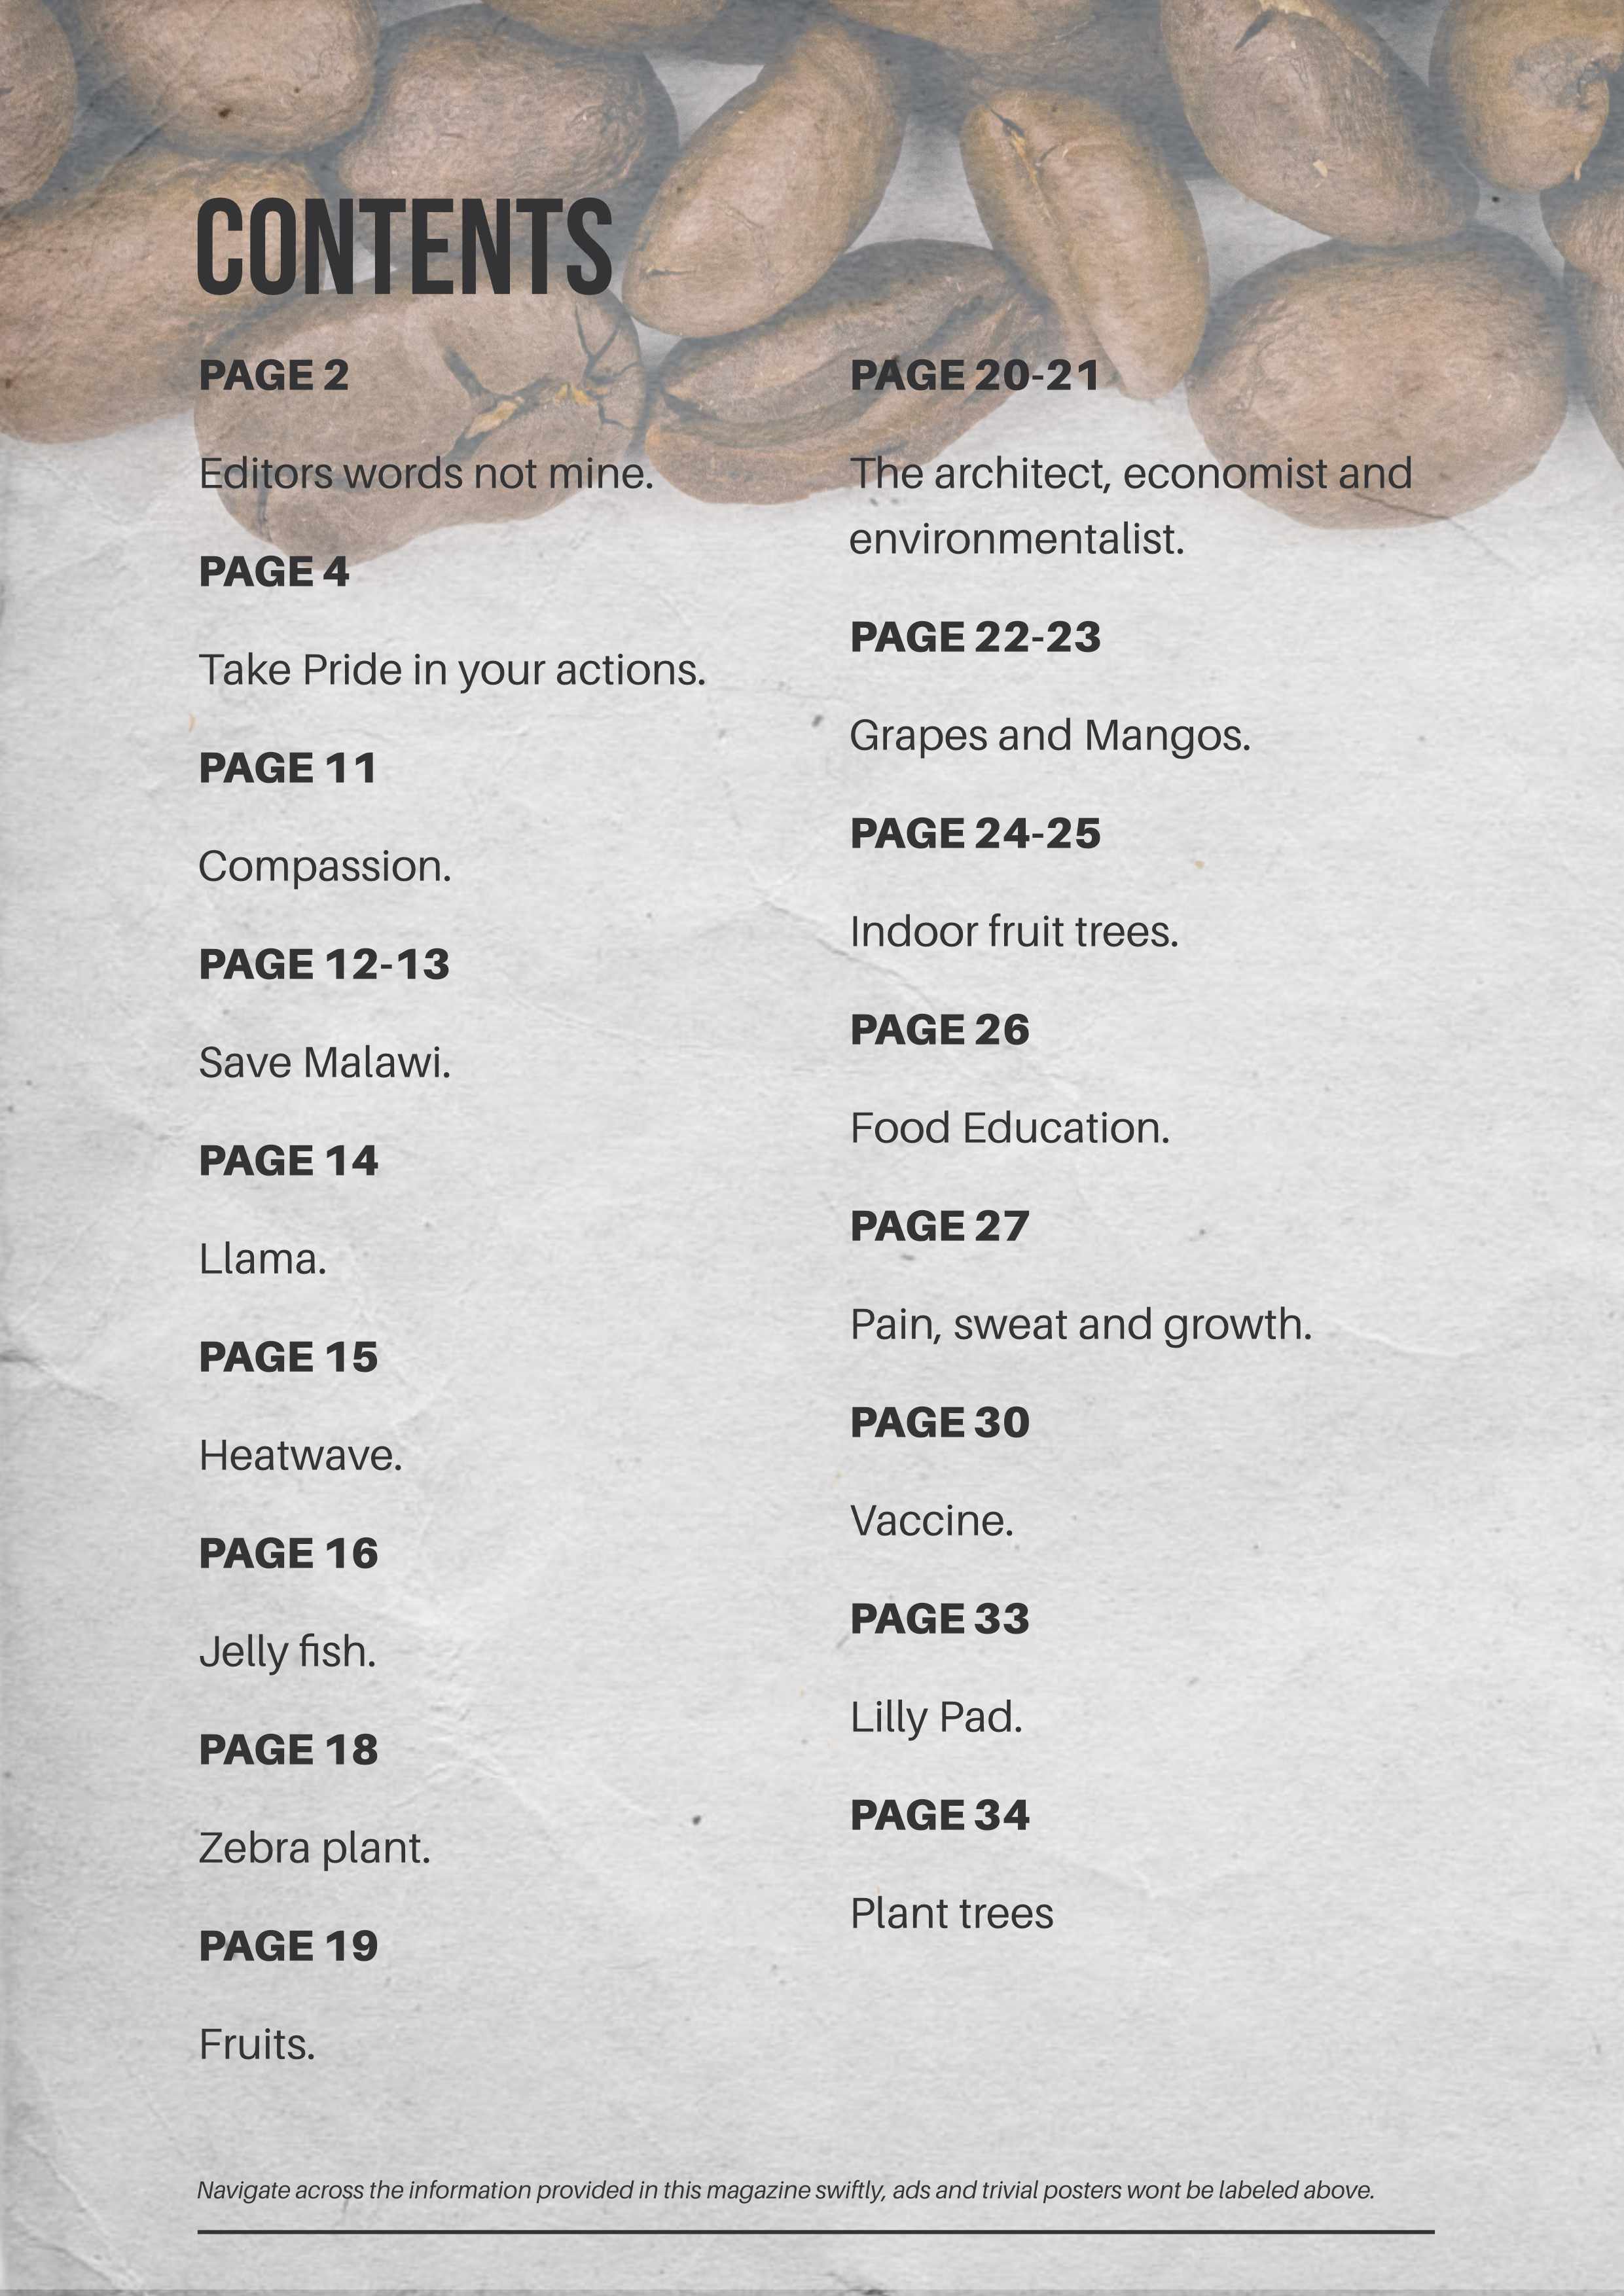 CONTENTS
PAGE 2
Editors words not mine.
PAGE 4
Take Pride in your actions.
PAGE 11
Compassion.
PAGE 12-13
Save Malawi.
PAGE 14
Llama.
PAGE 15
Heatwave.
PAGE 16
Jelly fish.
PAGE 18
Zebra plant.
PAGE 19
Fruits.
PAGE 20-21
The architect, economist and
environmentalist.
PAGE 22-23
Grapes and Mangos.
PAGE 24-25
Indoor fruit trees.
PAGE 26
Food Education.
PAGE 27
Pain, sweat and growth.
PAGE 30
Vaccine.
PAGE 33
Lilly Pad.
PAGE 34
Plant trees
Navigate across the information provided in this magazine swiftly, ads and trivial posters wont be labeled above.